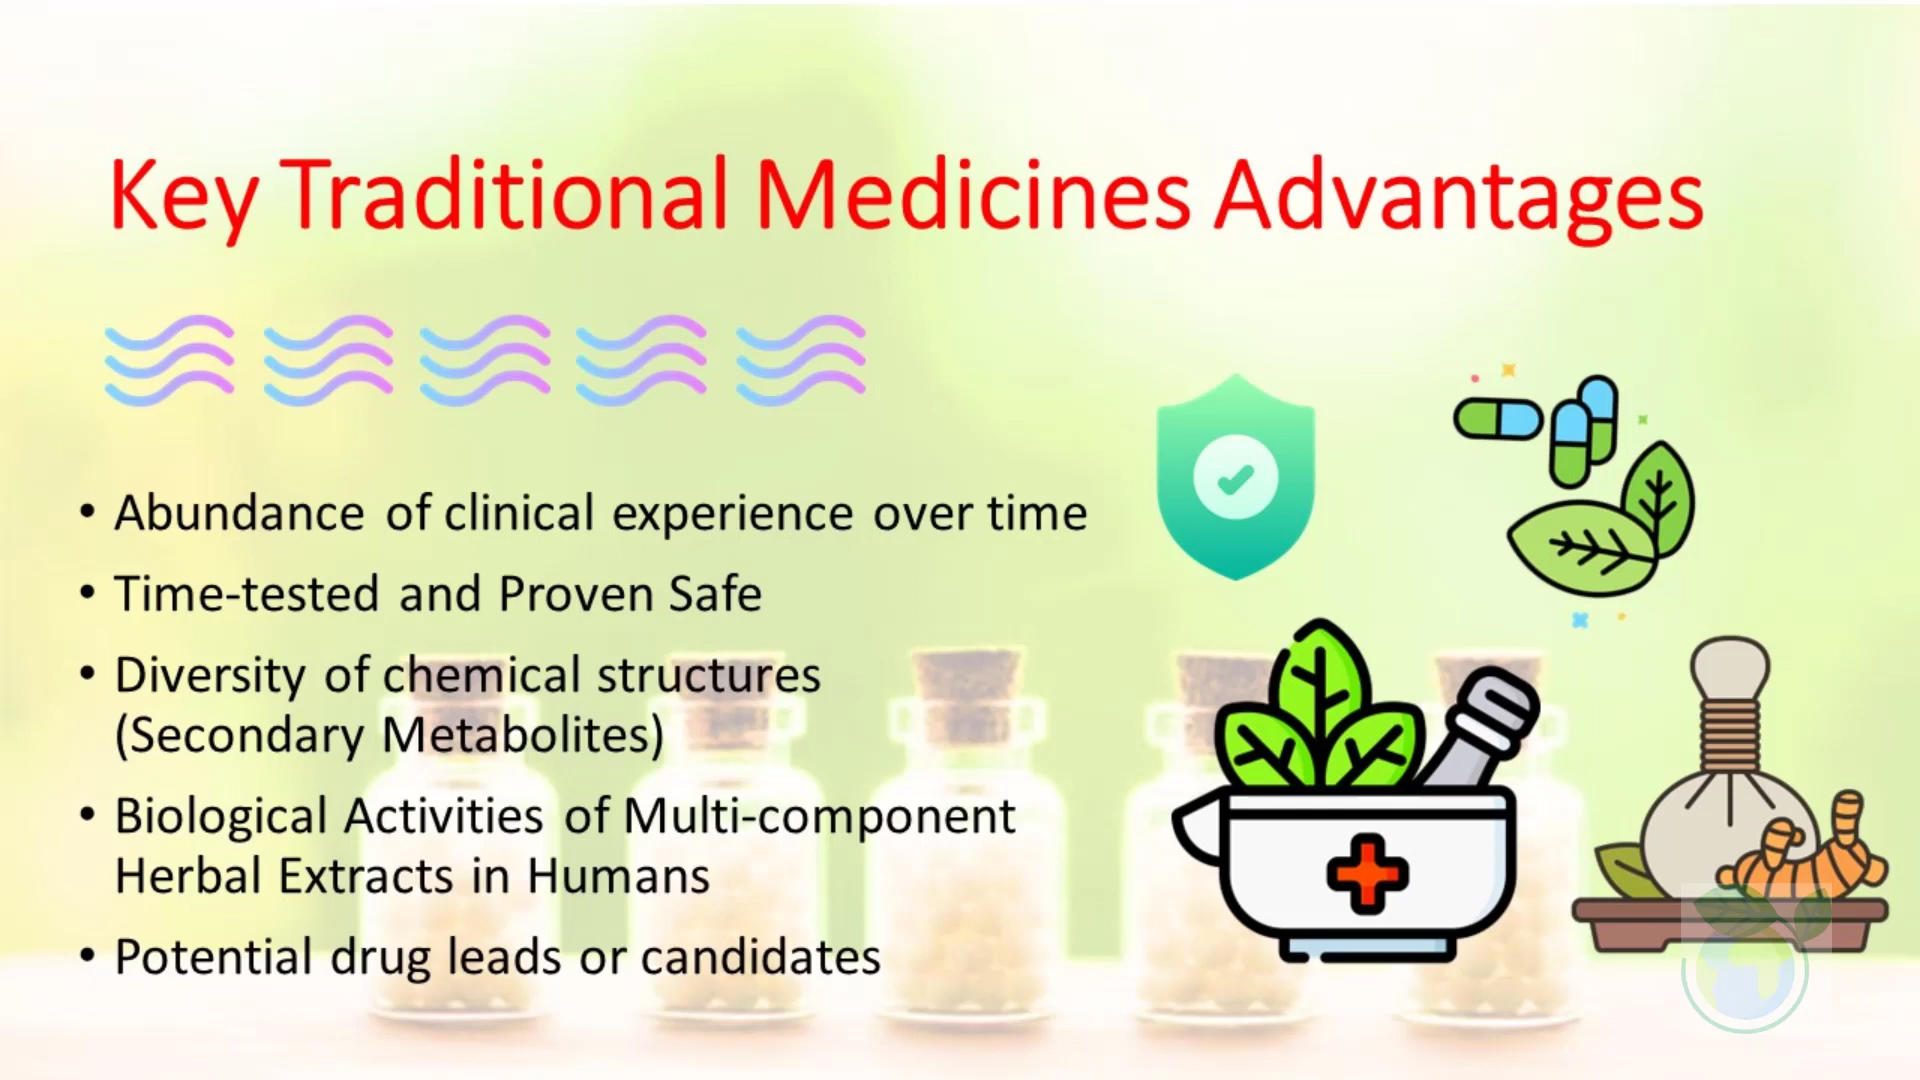 Key Traditional Medicines Advantages
• Abundance of clinical experience over time
• Time-tested and Proven Safe
• Diversity of chemical structures
(Secondary Metabolites)
• Biological Activities of Multi-component
Herbal Extracts in Humans
• Potential drug leads or candidates